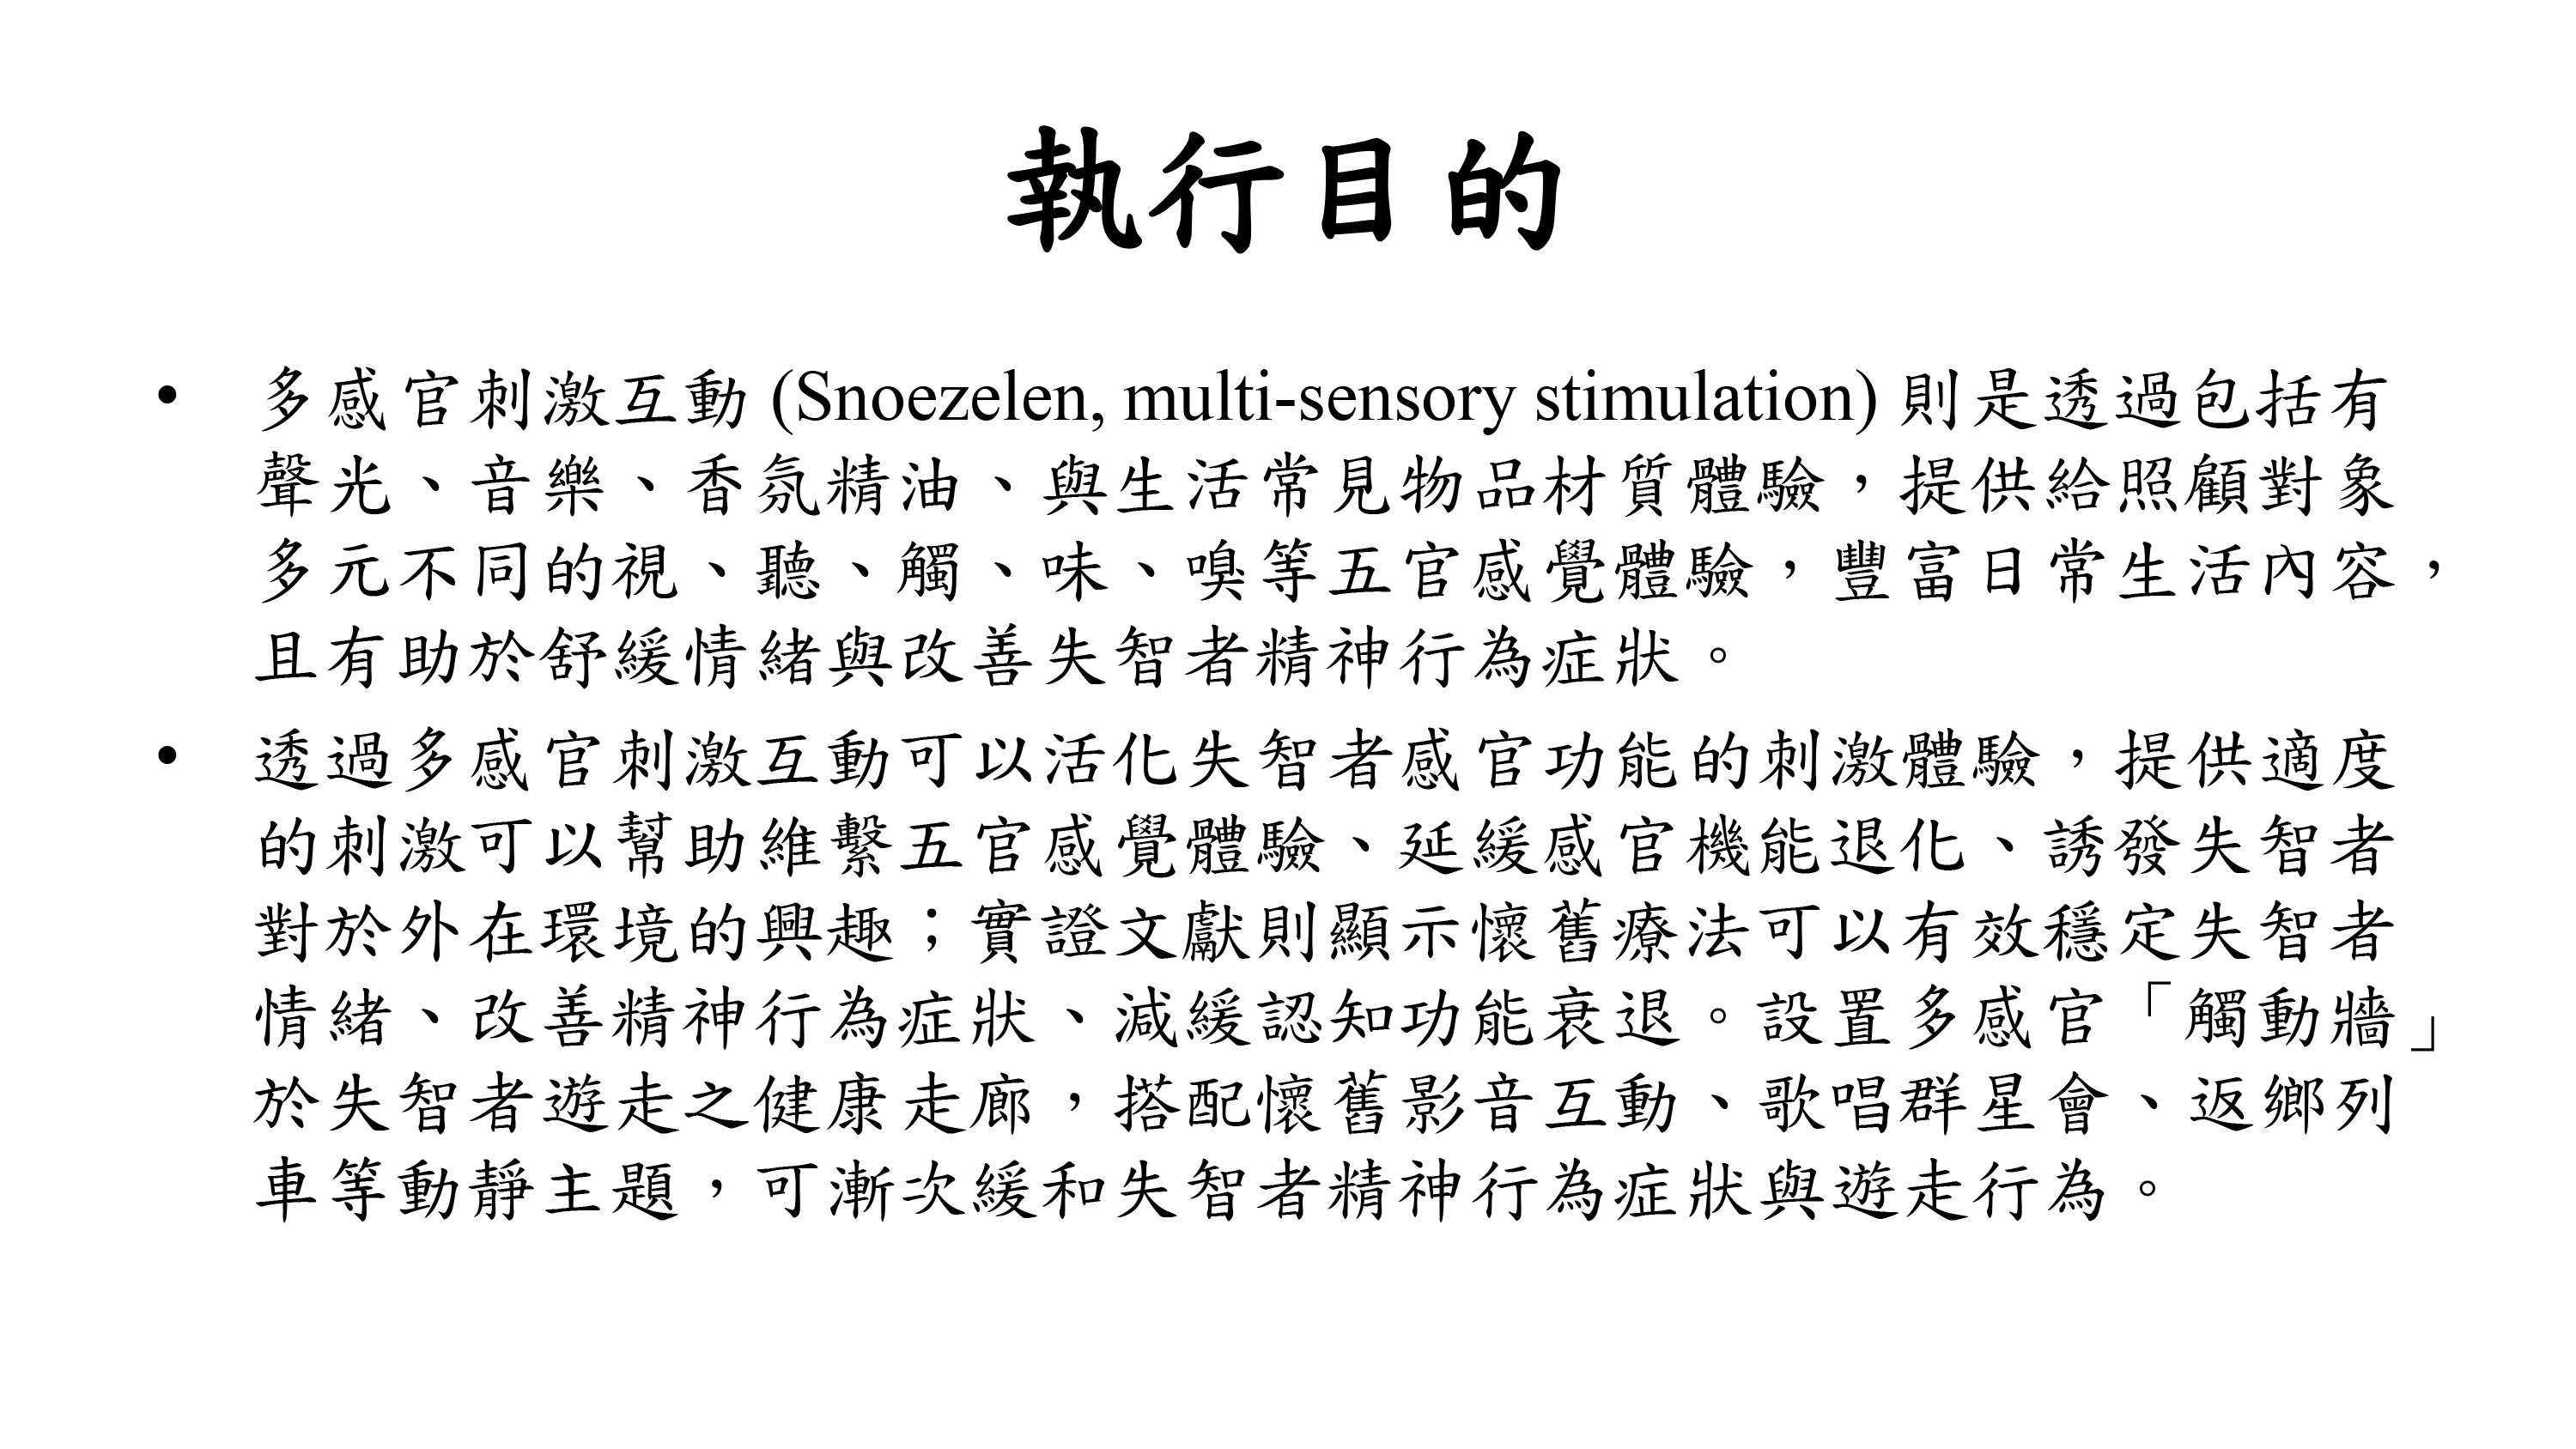 執行目的
• 多感官刺激互動 (Snoezelen, multi-sensory stimulation) 則是透過包括有
聲光、音樂、香氛精油、與生活常見物品材質體驗，提供給照顧對象
多元不同的視、聽、觸、味、嗅等五官感覺體驗，豐富日常生活內容，
且有助於舒緩情緒與改善失智者精神行為症狀。
• 透過多感官刺激互動可以活化失智者感官功能的刺激體驗，提供適度
的刺激可以幫助維繫五官感覺體驗、延緩感官機能退化、誘發失智者
對於外在環境的興趣；實證文獻則顯示懷舊療法可以有效穩定失智者
情緒、改善精神行為症狀、減緩認知功能衰退。設置多感官「觸動牆」
於失智者遊走之健康走廊，搭配懷舊影音互動、歌唱群星會、返鄉列
車等動靜主題，可漸次緩和失智者精神行為症狀與遊走行為。